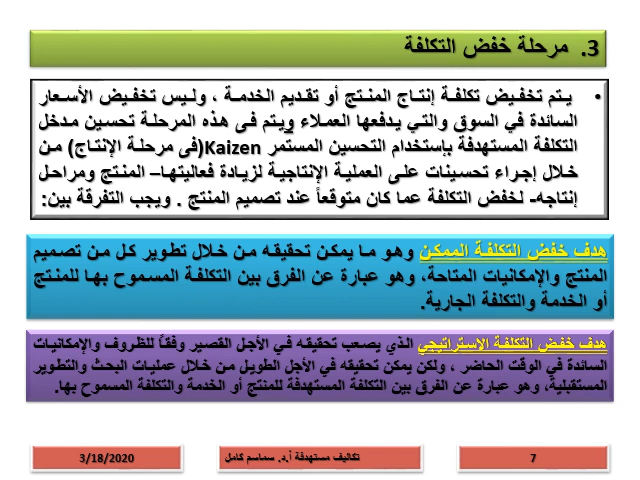 3. مرحلة خفض التكلفة
• يتم تخفيض تكلفة إنتاج المنتج أو تقديم الخدمة ، وليس تخفيض الأسعار
السائدة في السوق والتي يدفعها العملاء ويتم فى هذه المرحلة تحسين مدخل
التكلفة المستهدفة بإستخدام التحسين المستمر Kaizen(فى مرحلة الإنتاج) من
خلال إجراء تحسينات على العملية الإنتاجية لزيادة فعاليتها– المنتج ومراحل
إنتاجه- لخفض التكلفة عما كان متوقعاً عند تصميم المنتج . ويجب التفرقة بين:
هدف خفض التكلفة الممكن وهو ما يمكن تحقيقه من خلال تطوير كل من تصميم
المنتج والإمكانيات المتاحة، وهو عبارة عن الفرق بين التكلفة المسموح بها للمنتج
أو الخدمة والتكلفة الجارية.
هدف خفض التكلفة الإستراتيجي الذي يصعب تحقيقه في الأجل القصير وفقاً للظروف والإمكانيات
السائدة في الوقت الحاضر ، ولكن يمكن تحقيقه في الأجل الطويل من خلال عمليات البحث والتطوير
المستقبلية، وهو عبارة عن الفرق بين التكلفة المستهدفة للمنتج أو الخدمة والتكلفة المسموح بها.
7
تكاليف مستهدفة أ.د. سماسم كامل
3/18/2020